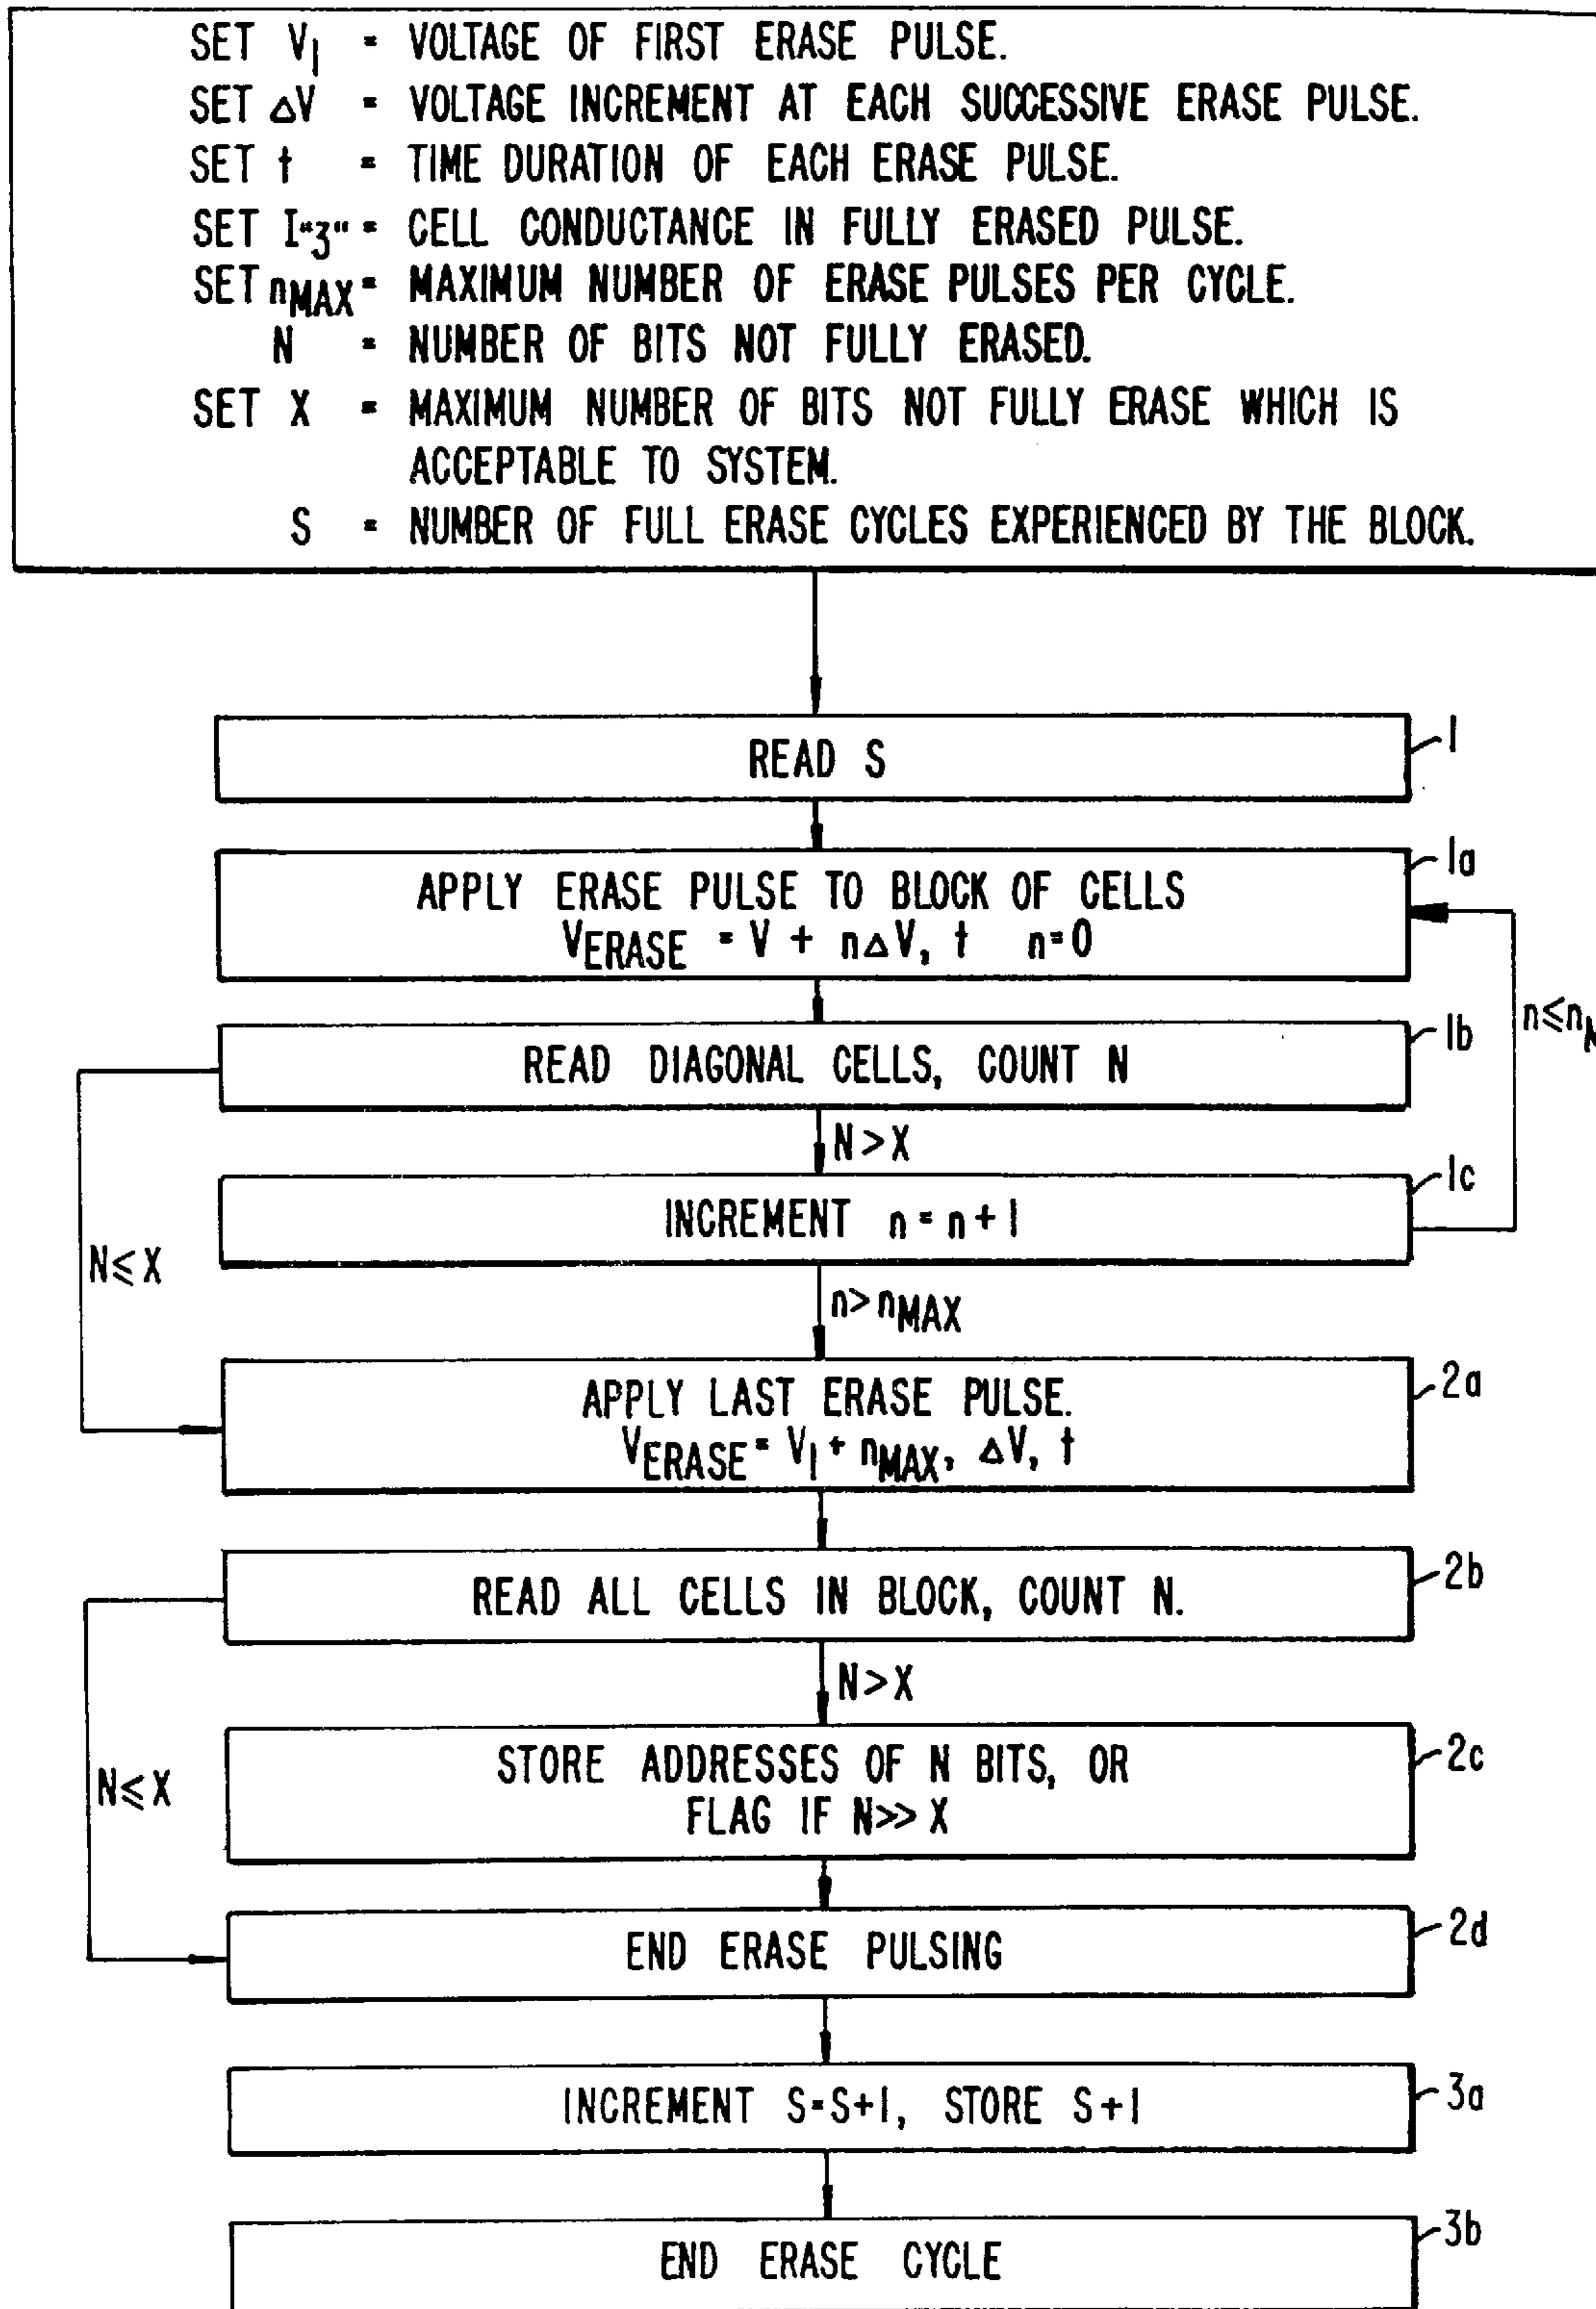 SET V1 = VOLTAGE OF FIRST ERASE PULSE.
SET ΔV = VOLTAGE INCREMENT AT EACH SUCCESSIVE ERASE PULSE.
SET t = TIME DURATION OF EACH ERASE PULSE.
SET I"3" = CELL CONDUCTANCE IN FULLY ERASED PULSE.
SET nMAX = MAXIMUM NUMBER OF ERASE PULSES PER CYCLE.
N = NUMBER OF BITS NOT FULLY ERASED.
SET X = MAXIMUM NUMBER OF BITS NOT FULLY ERASE WHICH IS
ACCEPTABLE TO SYSTEM.
S = NUMBER OF FULL ERASE CYCLES EXPERIENCED BY THE BLOCK.
READ S
1
APPLY ERASE PULSE TO BLOCK OF CELLS
VERASE = V + nΔV, t n=0
1a
READ DIAGONAL CELLS, COUNT N
1b
n≤nM
N>X
INCREMENT n=n+1
1c
N≤X
n>nMAX
APPLY LAST ERASE PULSE.
VERASE= V1+ nMAX, ΔV, t
2a
READ ALL CELLS IN BLOCK, COUNT N.
2b
N>X
STORE ADDRESSES OF N BITS, OR
FLAG IF N>>X
2c
N≤X
END ERASE PULSING
2d
INCREMENT S=S+1, STORE S+1
3a
END ERASE CYCLE
3b